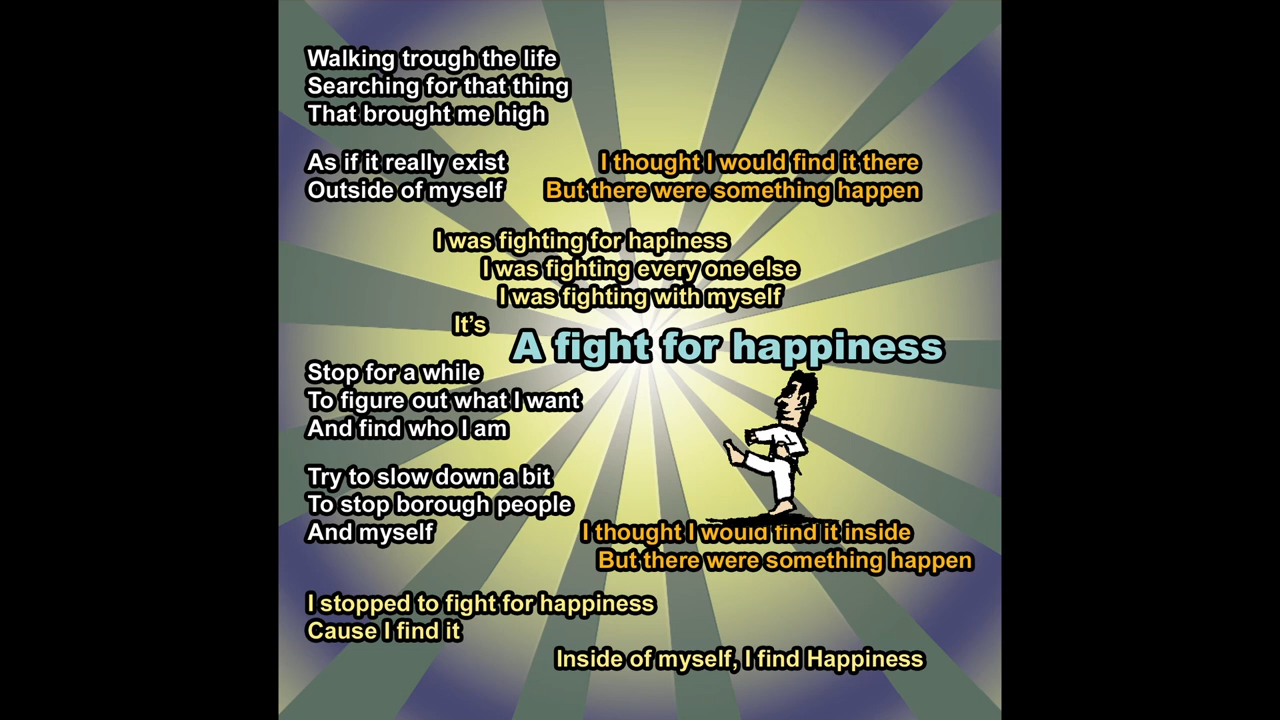 Walking trough the life
Searching for that thing
That brought me high
As if it really exist
Outside of myself
I thought I would find it there
But there were something happen
I was fighting for hapiness
I was fighting every one else
I was fighting with myself
It's
A fight for happiness
Stop for a while
To figure out what I want
And find who I am
Try to slow down a bit
To stop borough people
And myself
I thought I would find it inside
But there were something happen
I stopped to fight for happiness
Cause I find it
Inside of myself, I find Happiness